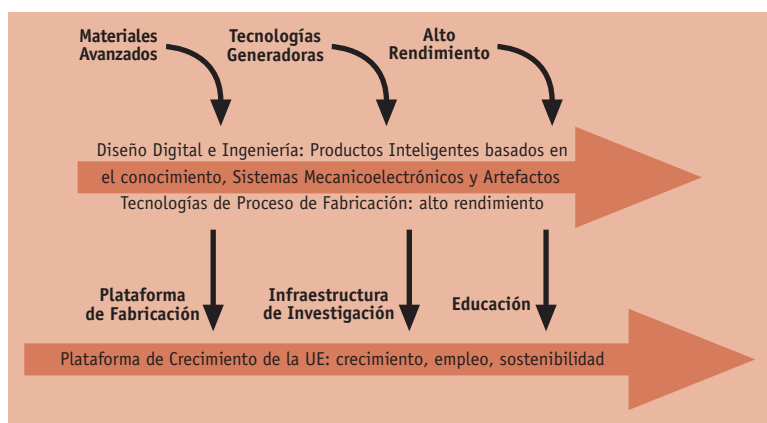 Materiales
Avanzados
Tecnologías
Generadoras
Alto
Rendimiento
Diseño Digital e Ingeniería: Productos Inteligentes basados en
el conocimiento, Sistemas Mecanicoelectrónicos y Artefactos
Tecnologías de Proceso de Fabricación: alto rendimiento
Plataforma
de Fabricación
Infraestructura
de Investigación
Educación
Plataforma de Crecimiento de la UE: crecimiento, empleo, sostenibilidad